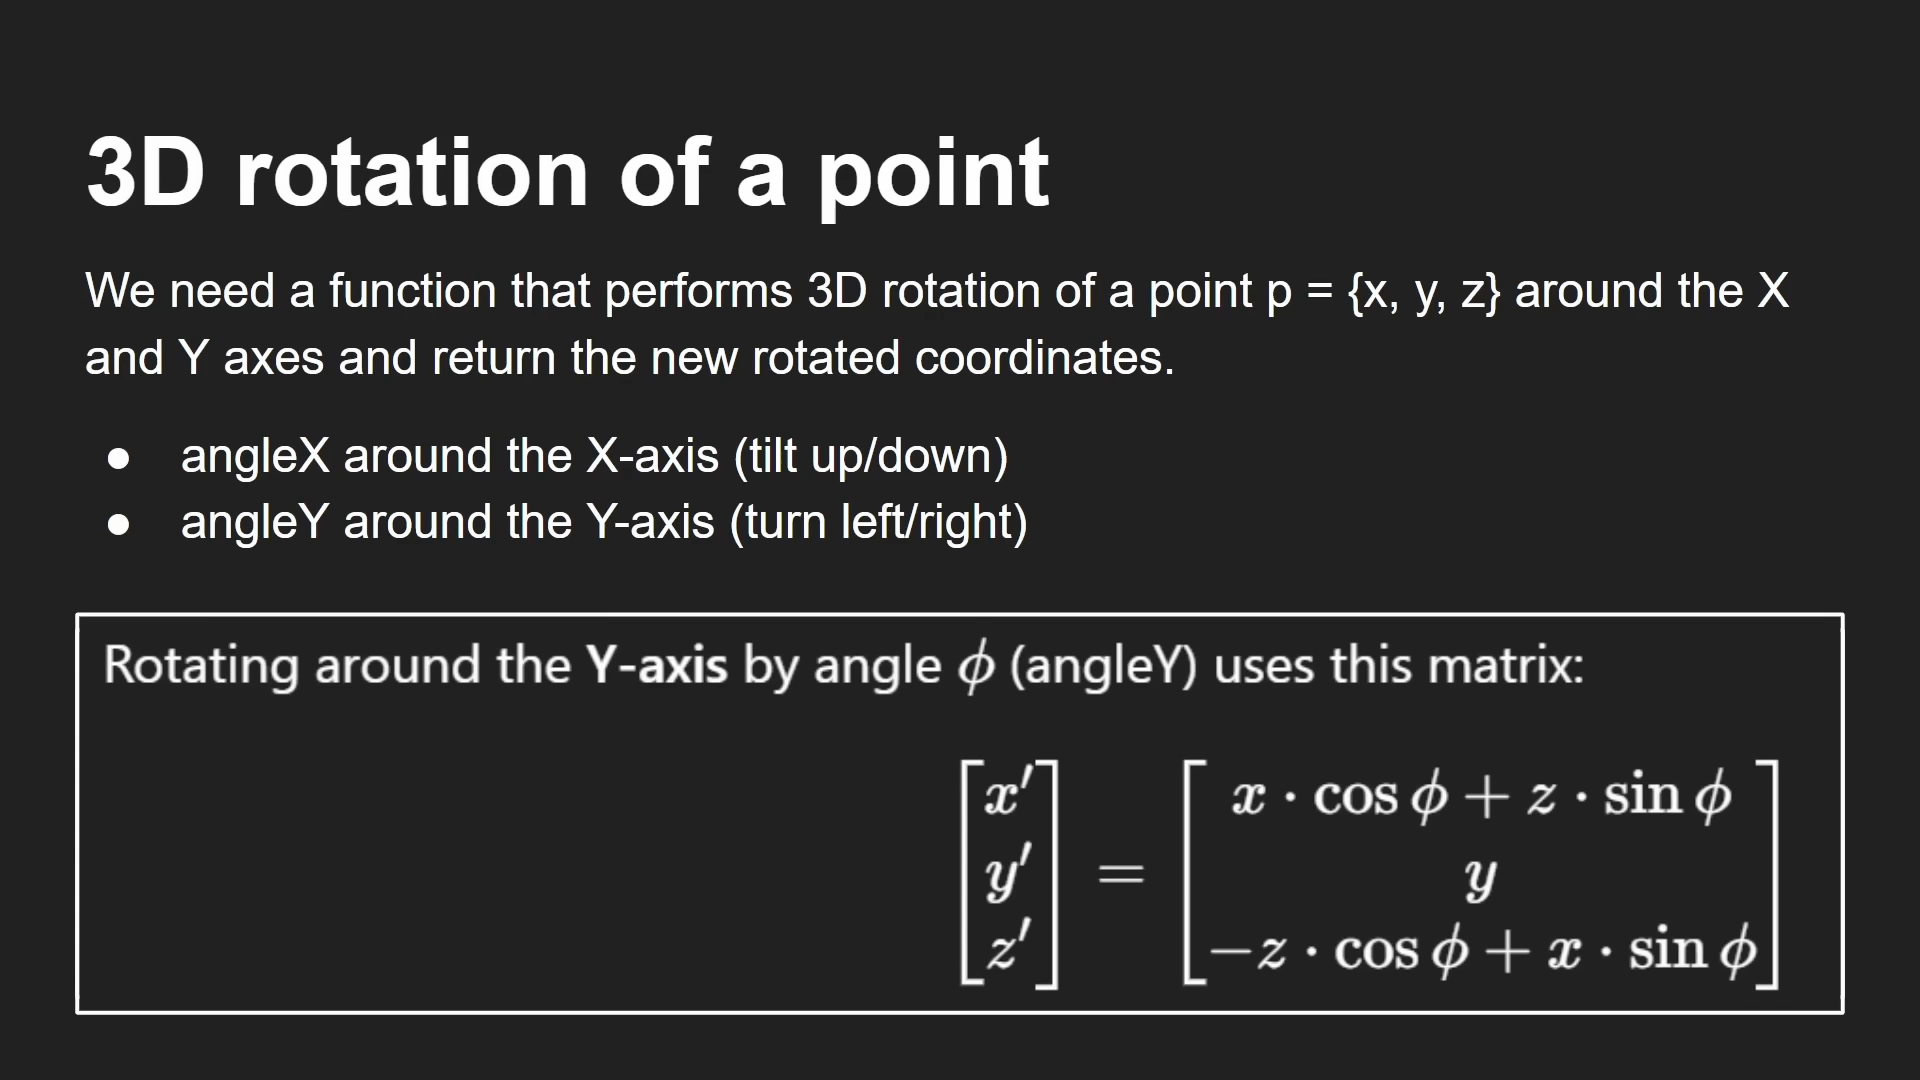 3D rotation of a point
We need a function that performs 3D rotation of a point p = {x, y, z} around the X
and Y axes and return the new rotated coordinates.
● angleX around the X-axis (tilt up/down)
● angleY around the Y-axis (turn left/right)
Rotating around the Y-axis by angle ϕ (angleY) uses this matrix:
[x′] = [x · cos ϕ + z · sin ϕ]
[y′] [y]
[z′] [−z · cos ϕ + x · sin ϕ]